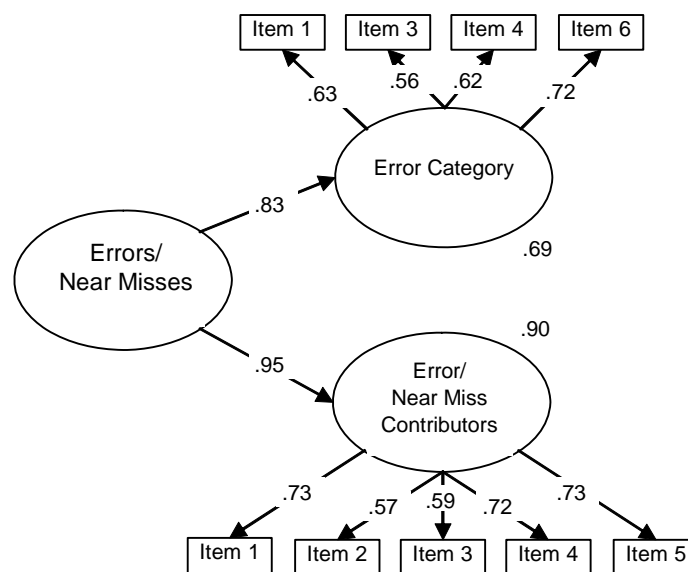 Item 1 Item 3 Item 4 Item 6
.63 .56 .62 .72
Error Category
.83
.69
Errors/
Near Misses
.90
.95
Error/
Near Miss
Contributors
.73 .57 .59 .72 .73
Item 1 Item 2 Item 3 Item 4 Item 5